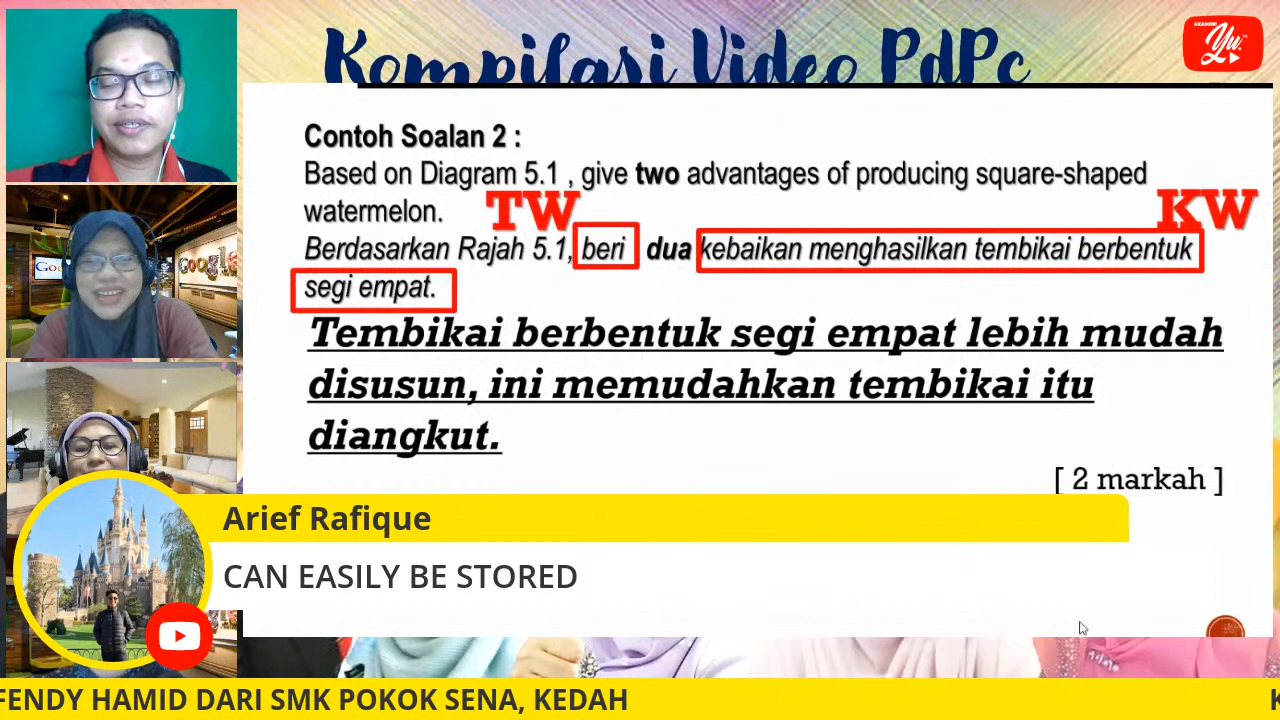 Kompilasi Video PdPc
AKADEMI
Yu.
Contoh Soalan 2 :
Based on Diagram 5.1 , give two advantages of producing square-shaped
watermelon.
TW
KW
Berdasarkan Rajah 5.1, beri dua kebaikan menghasilkan tembikai berbentuk
segi empat.
Tembikai berbentuk segi empat lebih mudah
disusun, ini memudahkan tembikai itu
diangkut.
[ 2 markah ]
Arief Rafique
CAN EASILY BE STORED
FENDY HAMID DARI SMK POKOK SENA, KEDAH